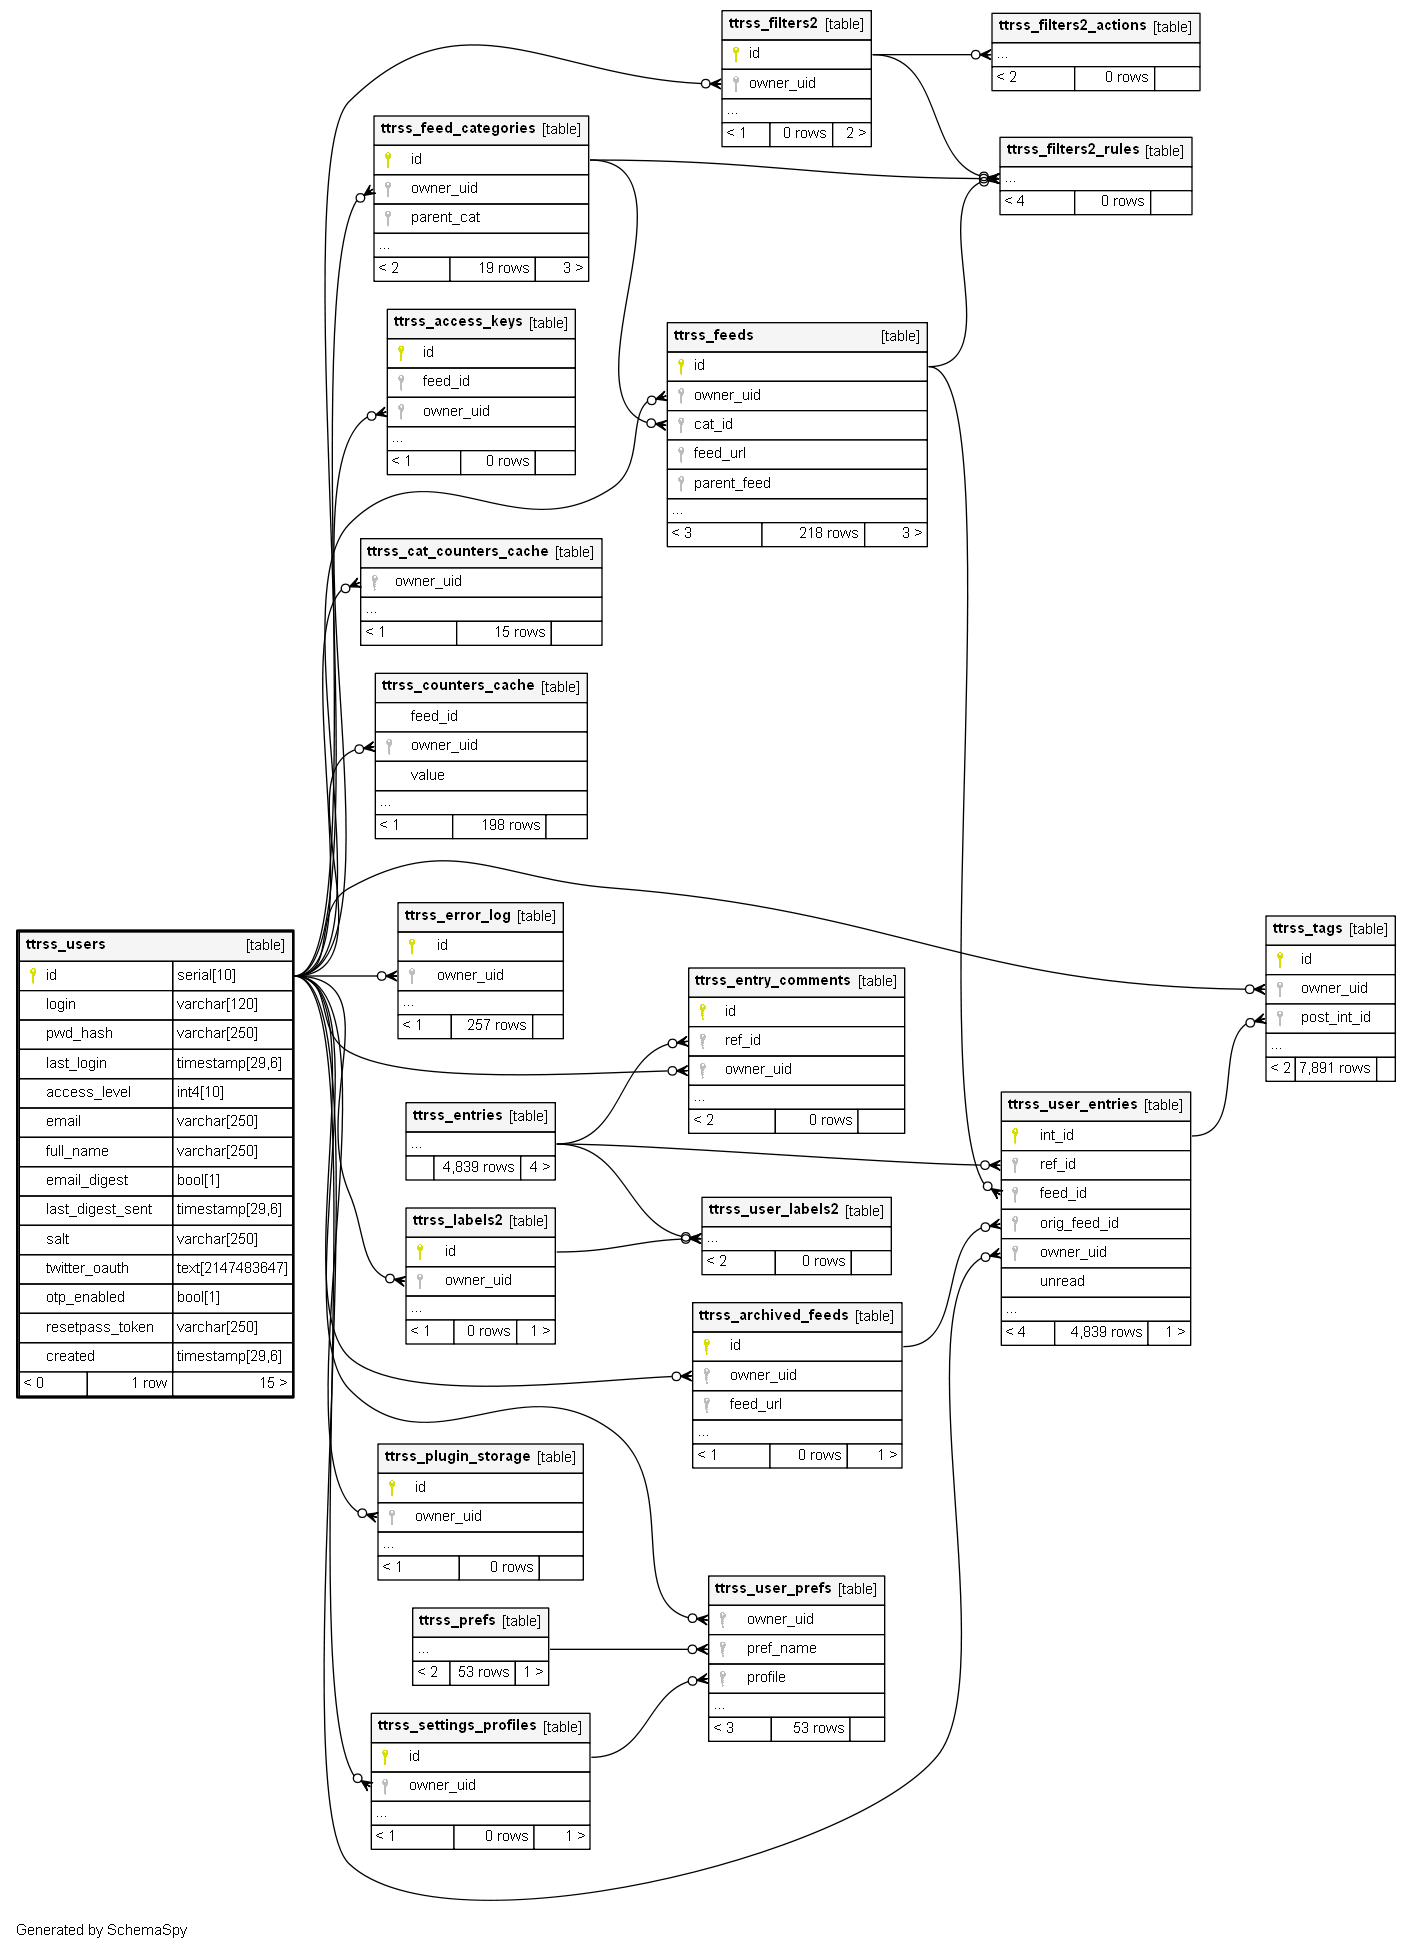 ttrss_filters2 [table]
id
owner_uid
...
< 1 0 rows 2 >
ttrss_filters2_actions [table]
...
< 2 0 rows
ttrss_feed_categories [table]
id
owner_uid
parent_cat
...
< 2 19 rows 3 >
ttrss_filters2_rules [table]
...
< 4 0 rows
ttrss_access_keys [table]
id
feed_id
owner_uid
...
< 1 0 rows
ttrss_feeds [table]
id
owner_uid
cat_id
feed_url
parent_feed
...
< 3 218 rows 3 >
ttrss_cat_counters_cache [table]
owner_uid
...
< 1 15 rows
ttrss_counters_cache [table]
feed_id
owner_uid
value
...
< 1 198 rows
ttrss_users [table]
id serial[10]
login varchar[120]
pwd_hash varchar[250]
last_login timestamp[29,6]
access_level int4[10]
email varchar[250]
full_name varchar[250]
email_digest bool[1]
last_digest_sent timestamp[29,6]
salt varchar[250]
twitter_oauth text[2147483647]
otp_enabled bool[1]
resetpass_token varchar[250]
created timestamp[29,6]
< 0 1 row 15 >
ttrss_error_log [table]
id
owner_uid
...
< 1 257 rows
ttrss_entry_comments [table]
id
ref_id
owner_uid
...
< 2 0 rows
ttrss_tags [table]
id
owner_uid
post_int_id
...
< 2 7,891 rows
ttrss_entries [table]
...
4,839 rows 4 >
ttrss_user_entries [table]
int_id
ref_id
feed_id
orig_feed_id
owner_uid
unread
...
< 4 4,839 rows 1 >
ttrss_labels2 [table]
id
owner_uid
...
< 1 0 rows 1 >
ttrss_user_labels2 [table]
...
< 2 0 rows
ttrss_archived_feeds [table]
id
owner_uid
feed_url
...
< 1 0 rows 1 >
ttrss_plugin_storage [table]
id
owner_uid
...
< 1 0 rows
ttrss_prefs [table]
...
< 2 53 rows 1 >
ttrss_user_prefs [table]
owner_uid
pref_name
profile
...
< 3 53 rows
ttrss_settings_profiles [table]
id
owner_uid
...
< 1 0 rows 1 >
Generated by SchemaSpy